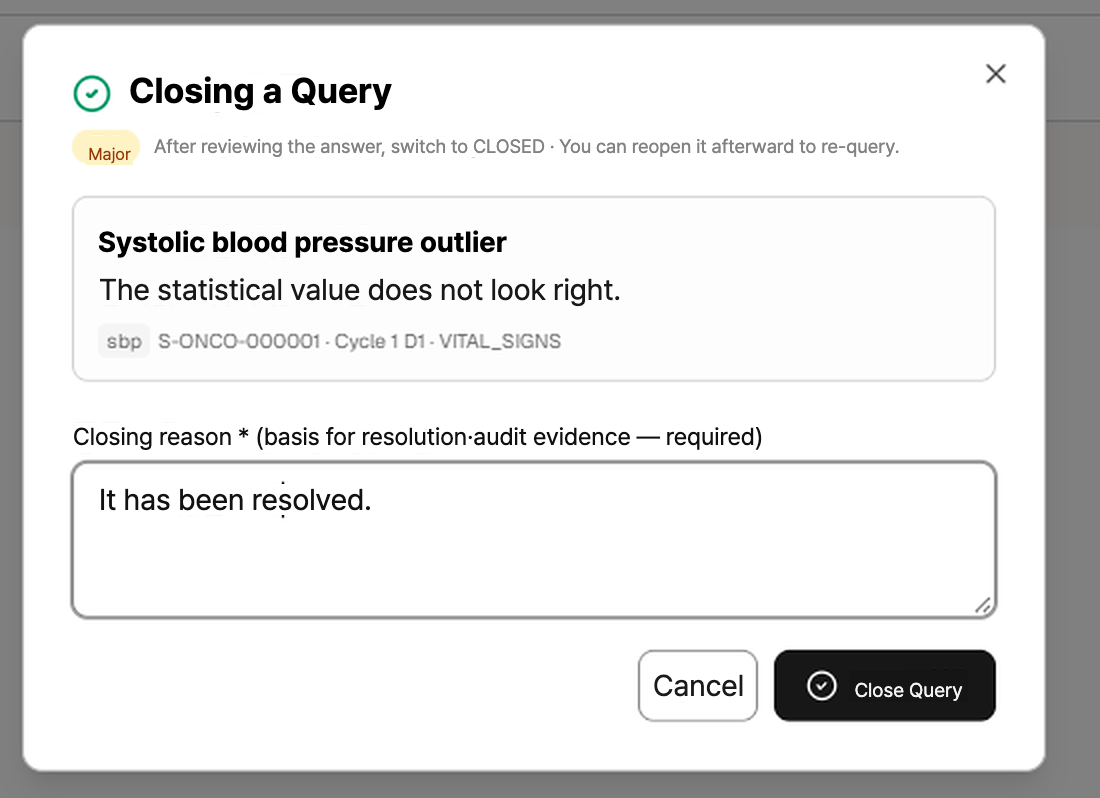 Closing a Query
Major After reviewing the answer, switch to CLOSED · You can reopen it afterward to re-query.
Systolic blood pressure outlier
The statistical value does not look right.
sbp S-ONCO-000001 · Cycle 1 D1 · VITAL_SIGNS
Closing reason * (basis for resolution·audit evidence — required)
It has been resolved.
Cancel Close Query